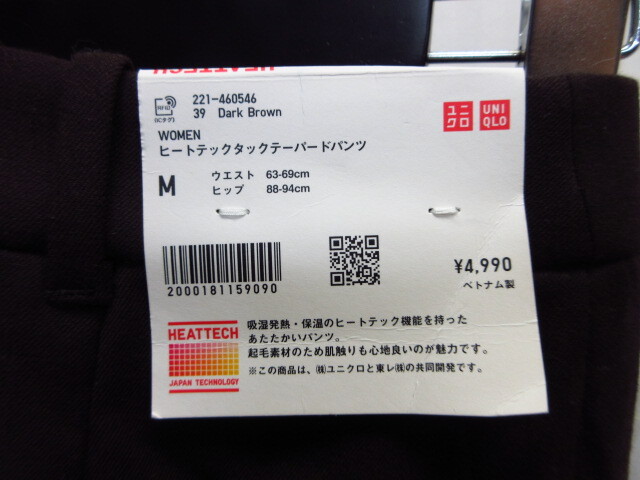 HEATTECH
RFID
(ICタグ)
221-460546
39 Dark Brown
WOMEN
ヒートテックタックテーパードパンツ
M
ウエスト 63-69cm
ヒップ 88-94cm
ユニ
クロ
UNI
QLO
2000181159090
¥4,990
ベトナム製
HEATTECH
JAPAN TECHNOLOGY
吸湿発熱・保温のヒートテック機能を持った
あたたかいパンツ。
起毛素材のため肌触りも心地良いのが魅力です。
※この商品は、㈱ユニクロと東レ㈱の共同開発です。